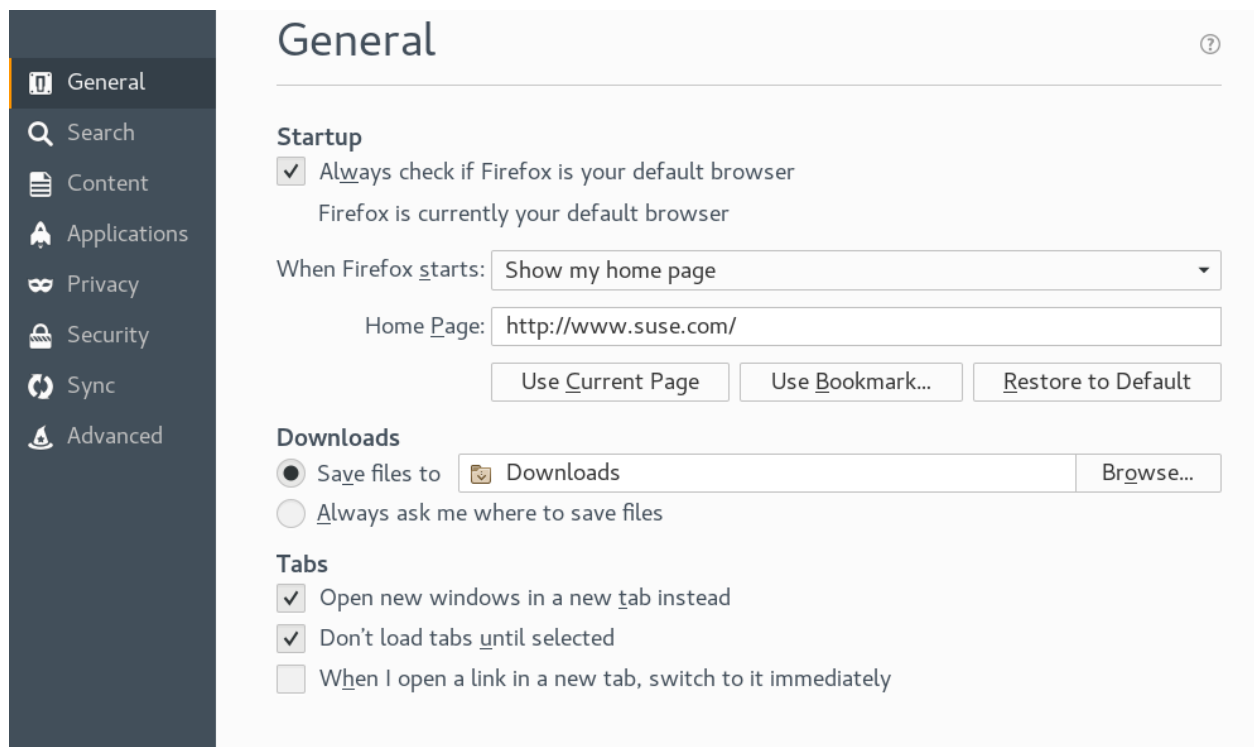 General
General
Search
Content
Applications
Privacy
Security
Sync
Advanced
Startup
Always check if Firefox is your default browser
Firefox is currently your default browser
When Firefox starts: Show my home page
Home Page: http://www.suse.com/
Use Current Page Use Bookmark... Restore to Default
Downloads
Save files to Downloads Browse...
Always ask me where to save files
Tabs
Open new windows in a new tab instead
Don't load tabs until selected
When I open a link in a new tab, switch to it immediately